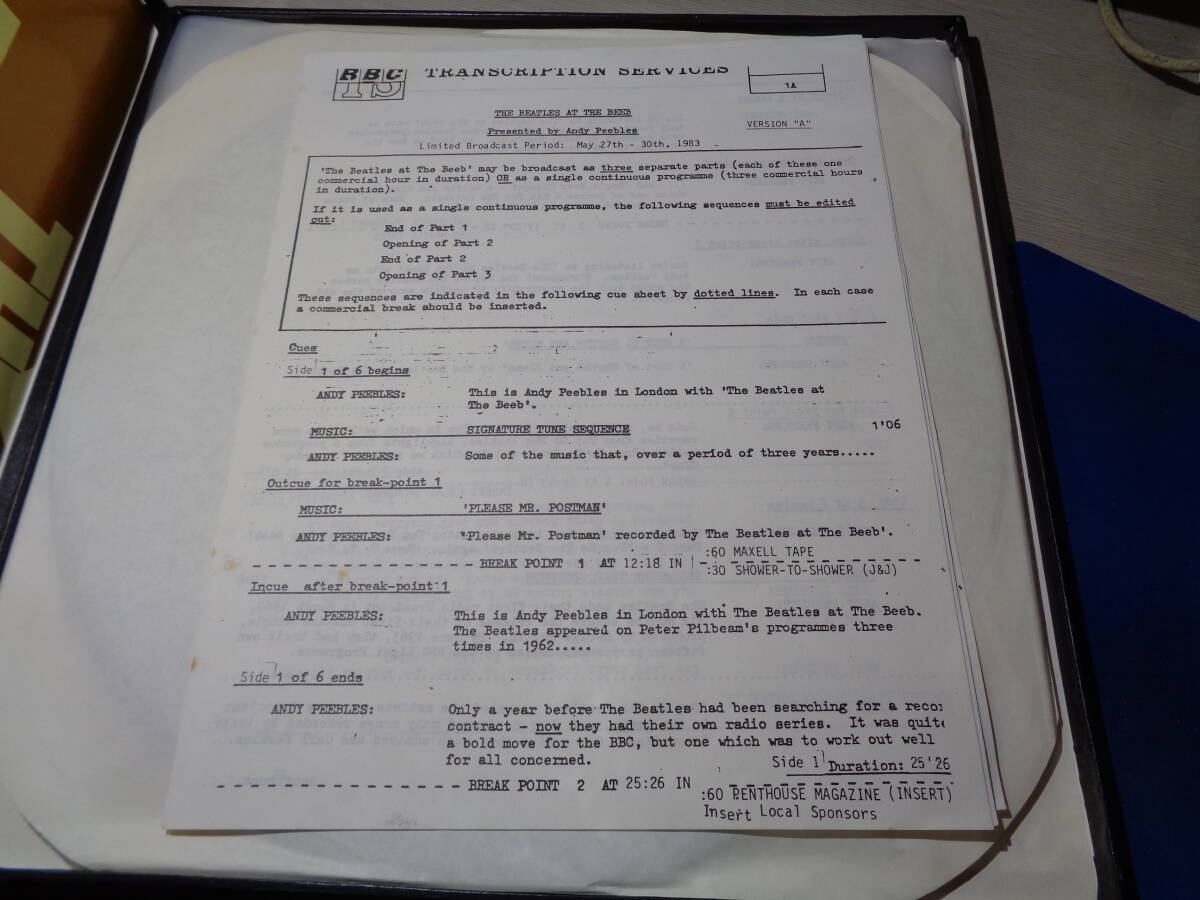 BBC TRANSCRIPTION SERVICES
1A
THE BEATLES AT THE BEEB
VERSION "A"
Presented by Andy Peebles
Limited Broadcast Period: May 27th - 30th, 1983
'The Beatles at The Beeb' may be broadcast as three separate parts (each of these one
commercial hour in duration) OR as a single continuous programme (three commercial hours
in duration).
If it is used as a single continuous programme, the following sequences must be edited
out:
End of Part 1
Opening of Part 2
End of Part 2
Opening of Part 3
These sequences are indicated in the following cue sheet by dotted lines. In each case
a commercial break should be inserted.
Cues
Side 1 of 6 begins
ANDY PEEBLES: This is Andy Peebles in London with 'The Beatles at
The Beeb'.
MUSIC: SIGNATURE TUNE SEQUENCE 1'06
ANDY PEEBLES: Some of the music that, over a period of three years.....
Outcue for break-point 1
MUSIC: 'PLEASE MR. POSTMAN'
ANDY PEEBLES: 'Please Mr. Postman' recorded by The Beatles at The Beeb'.
- - - - - - - - - - - - - - - - BREAK POINT 1 AT 12:18 IN :60 MAXELL TAPE
:30 SHOWER-TO-SHOWER (J&J)
Incue after break-point 1
ANDY PEEBLES: This is Andy Peebles in London with The Beatles at The Beeb.
The Beatles appeared on Peter Pilbeam's programmes three
times in 1962.....
Side 1 of 6 ends
ANDY PEEBLES: Only a year before The Beatles had been searching for a
contract - now they had their own radio series. It was quite
a bold move for the BBC, but one which was to work out well
for all concerned.
Side 1 Duration: 25'26
- - - - - - - - - - - - - - - - BREAK POINT 2 AT 25:26 IN
:60 PENTHOUSE MAGAZINE (INSERT)
Insert Local Sponsors